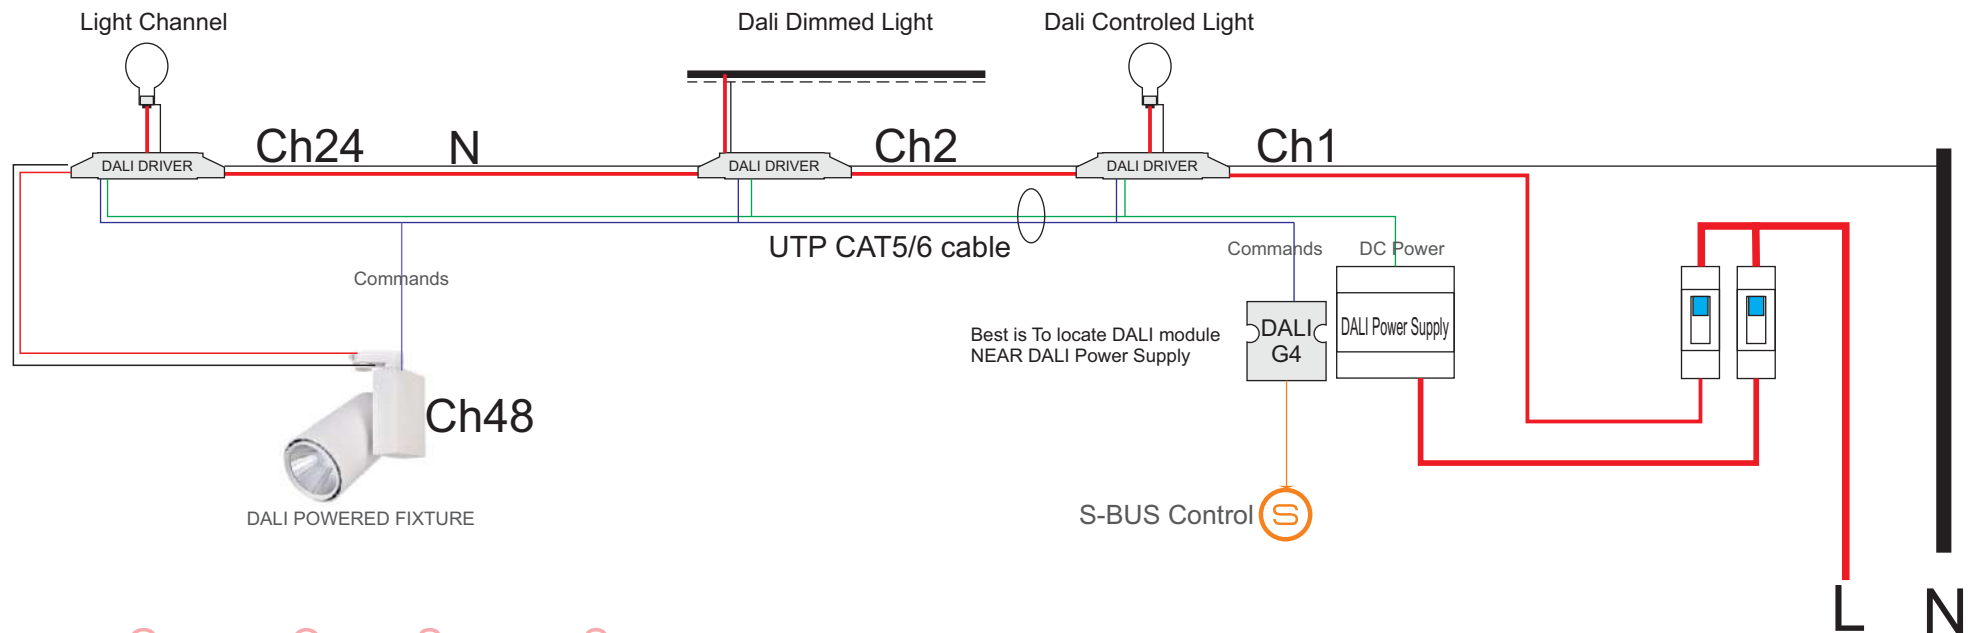 Light Channel
Dali Dimmed Light
Dali Controled Light
Ch24
N
Ch2
Ch1
DALI DRIVER
DALI DRIVER
DALI DRIVER
UTP CAT5/6 cable
Commands
DC Power
Commands
Best is To locate DALI module
NEAR DALI Power Supply
DALI
G4
DALI Power Supply
Ch48
DALI POWERED FIXTURE
S-BUS Control
S
L
N